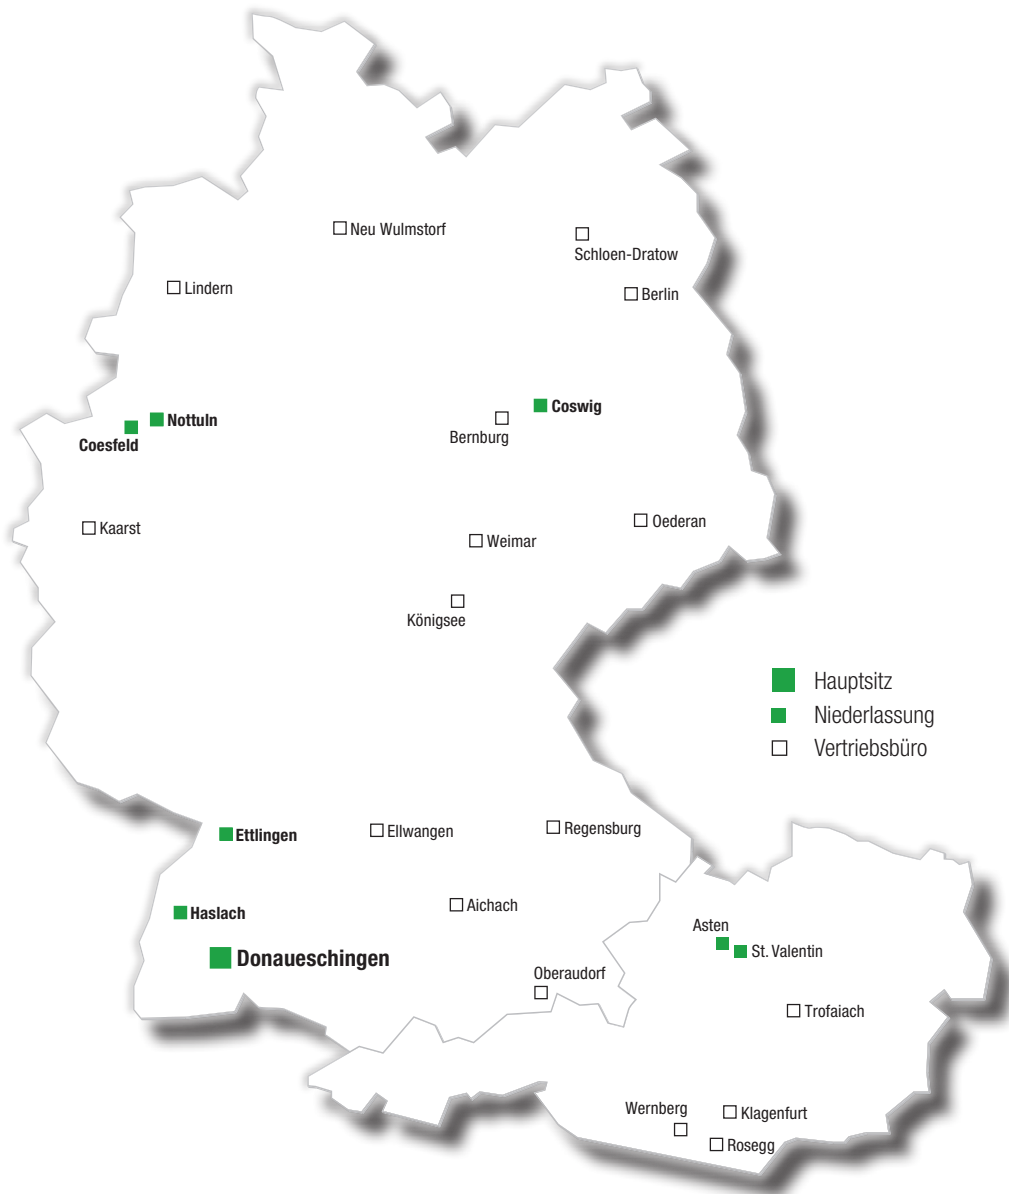 Neu Wulmstorf
Schloen-Dratow
Lindern
Berlin
Coswig
Nottuln
Bernburg
Coesfeld
Oederan
Kaarst
Weimar
Königsee
Hauptsitz
Niederlassung
Vertriebsbüro
Ettlingen
Ellwangen
Regensburg
Aichach
Haslach
Asten
St. Valentin
Donaueschingen
Oberaudorf
Trofaiach
Wernberg
Klagenfurt
Rosegg